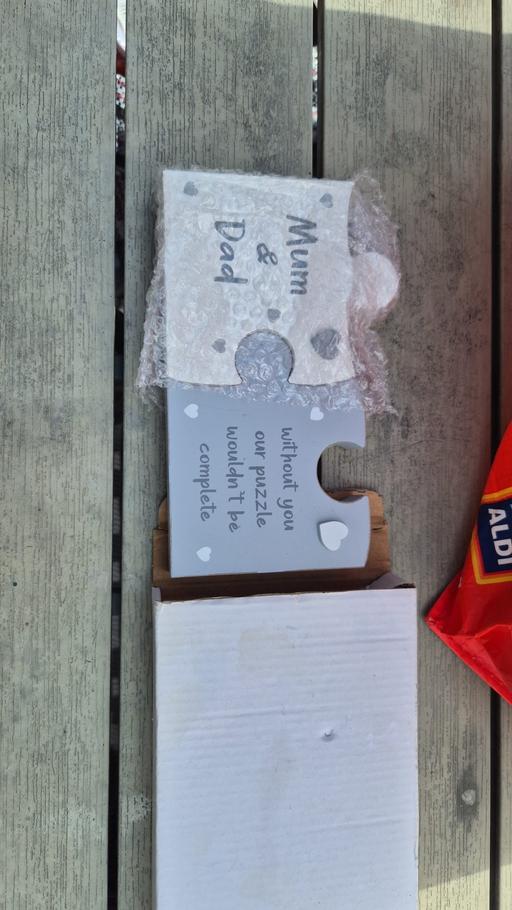 Mum
&
Dad
without you
our puzzle
wouldn't be
complete
ALDI